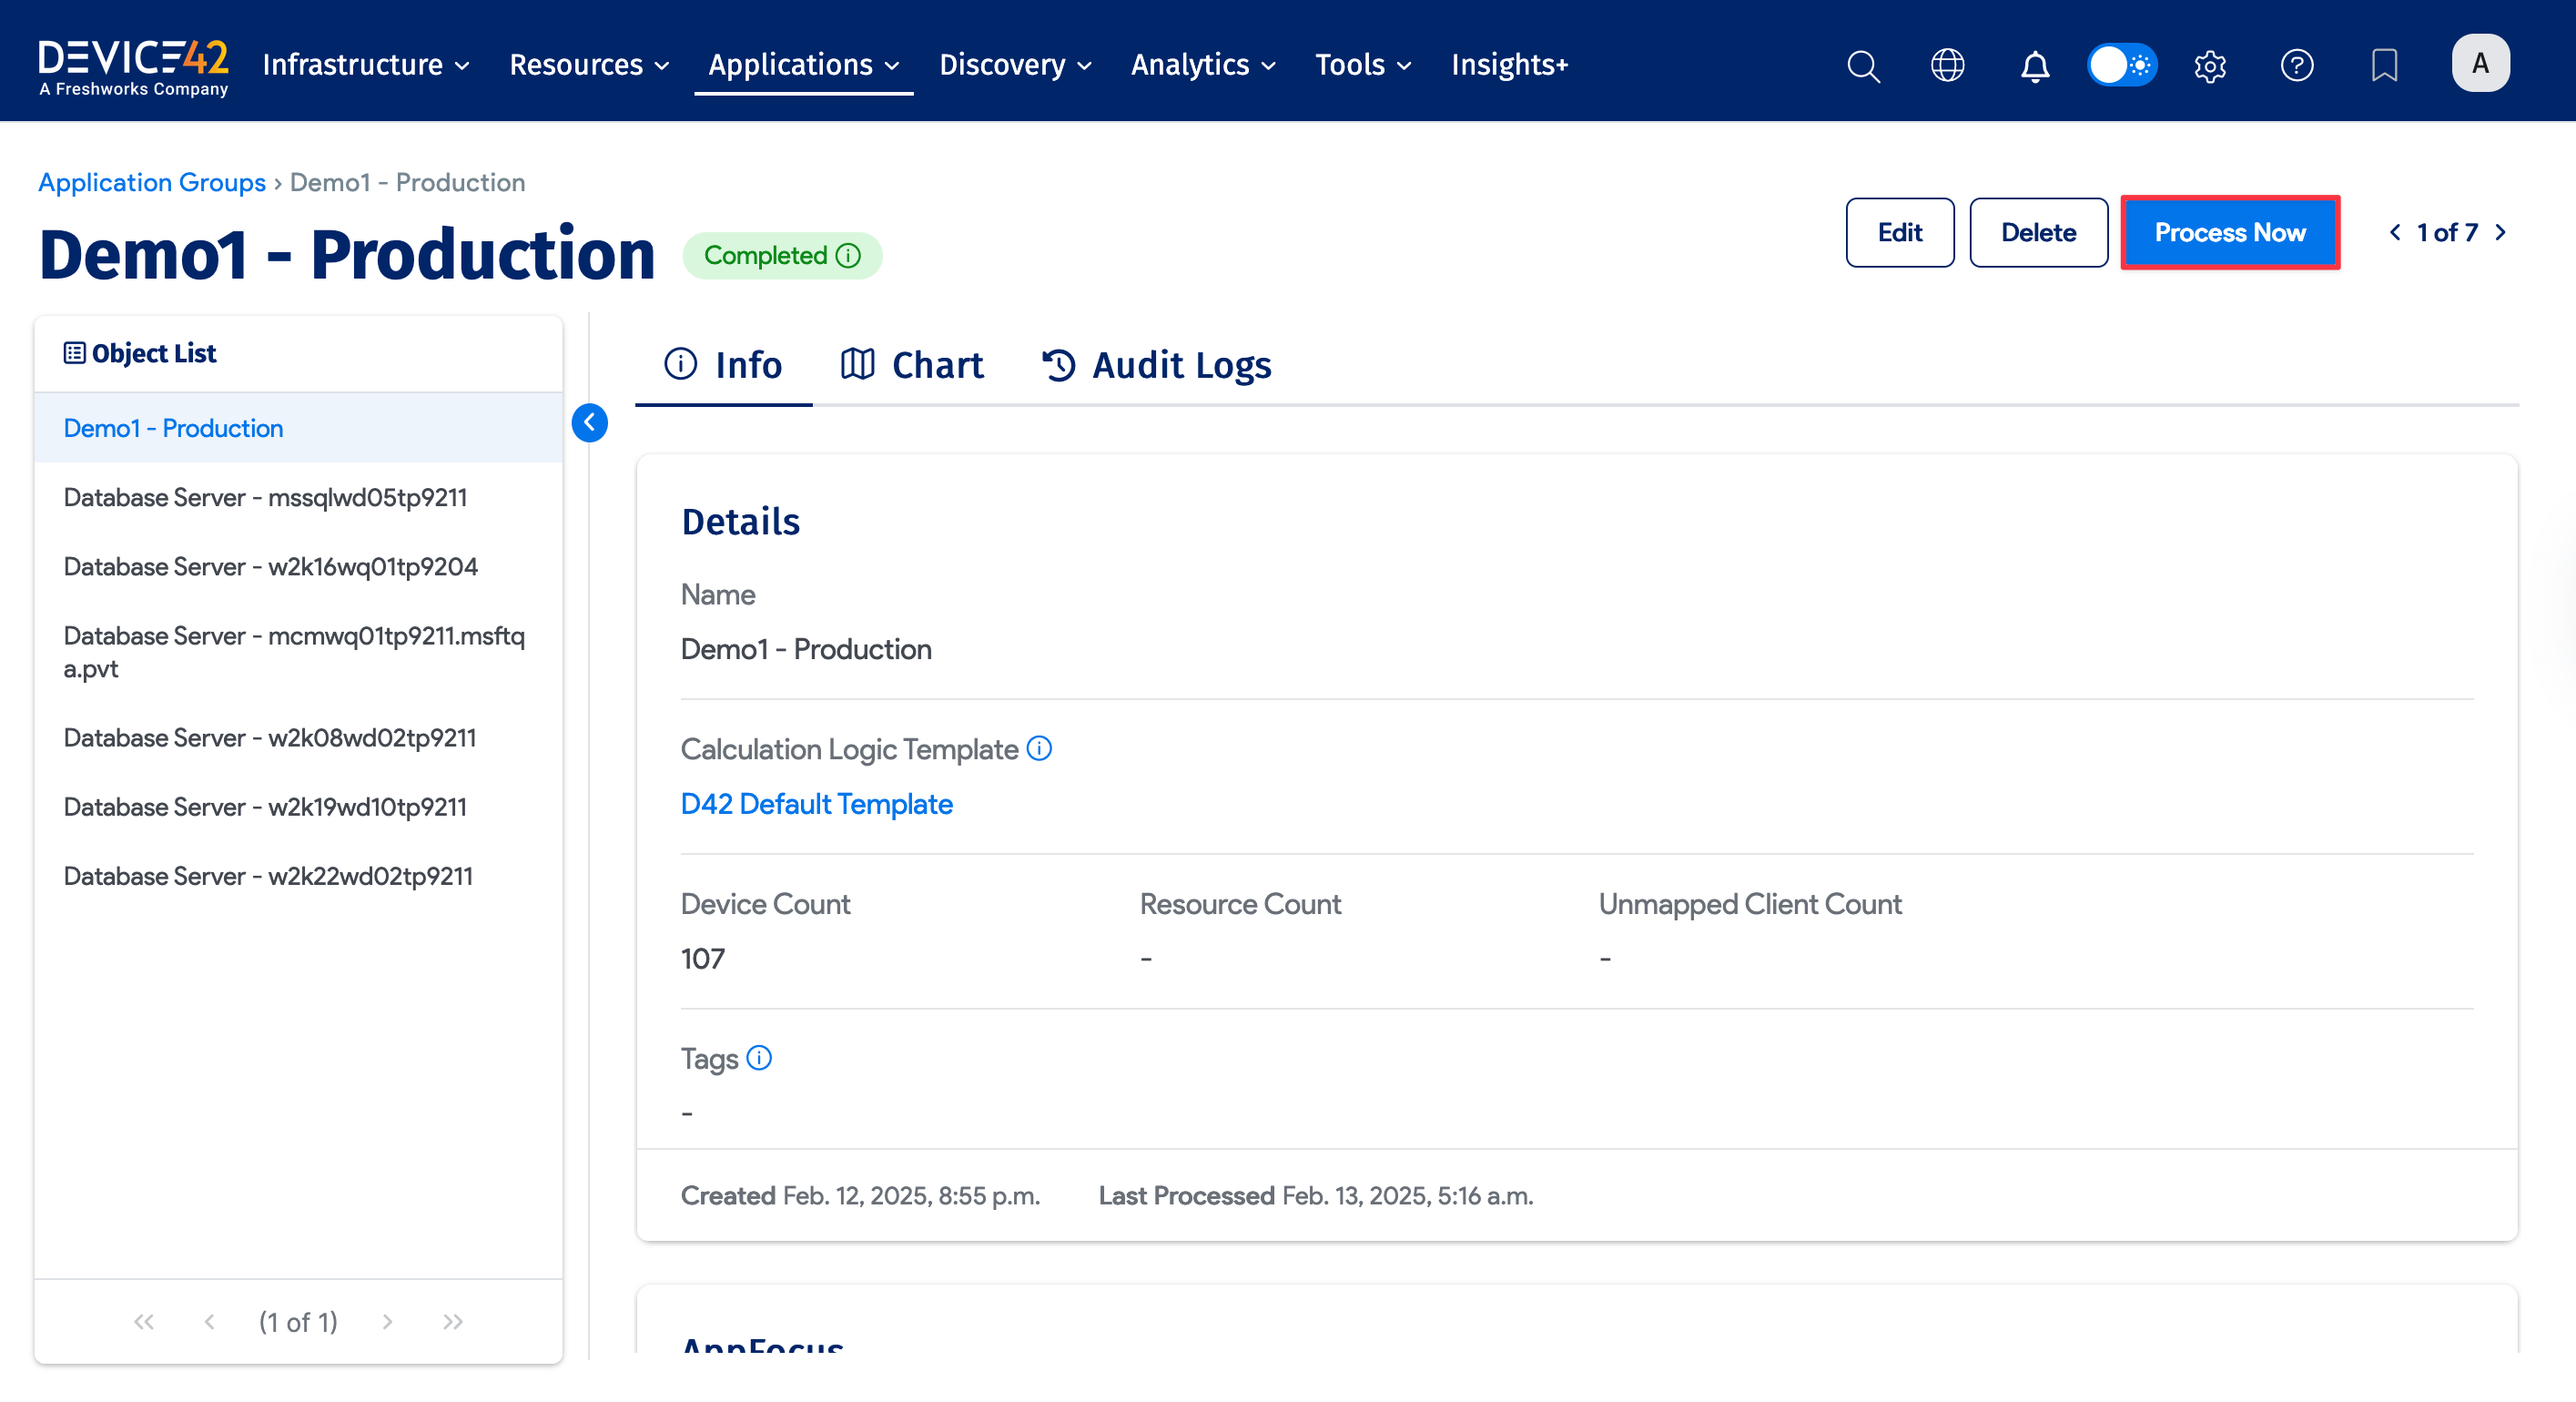 DEVICE42
A Freshworks Company
Infrastructure
Resources
Applications
Discovery
Analytics
Tools
Insights+
A
Application Groups › Demo1 - Production
Demo1 - Production
Completed
Edit
Delete
Process Now
1 of 7
Object List
Demo1 - Production
Database Server - mssqlwd05tp9211
Database Server - w2k16wq01tp9204
Database Server - mcmwq01tp9211.msftq
a.pvt
Database Server - w2k08wd02tp9211
Database Server - w2k19wd10tp9211
Database Server - w2k22wd02tp9211
(1 of 1)
Info
Chart
Audit Logs
Details
Name
Demo1 - Production
Calculation Logic Template
D42 Default Template
Device Count
Resource Count
Unmapped Client Count
107
-
-
Tags
-
Created Feb. 12, 2025, 8:55 p.m.
Last Processed Feb. 13, 2025, 5:16 a.m.
AppFocus